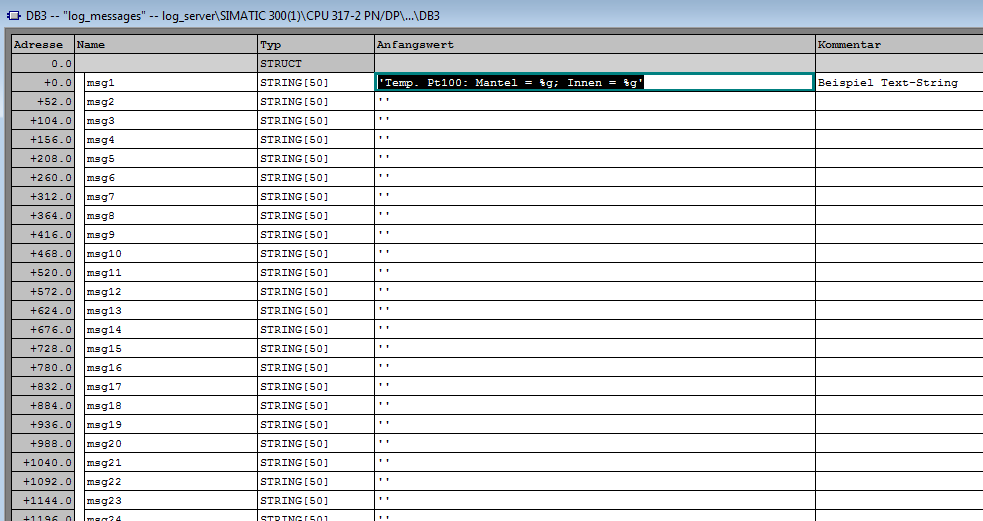 DB3 -- "log_messages" -- log_server\SIMATIC 300(1)\CPU 317-2 PN/DP\...\DB3
Adresse Name Typ Anfangswert Kommentar
0.0 STRUCT
+0.0 msg1 STRING[50] 'Temp. Pt100: Mantel = %g; Innen = %g' Beispiel Text-String
+52.0 msg2 STRING[50] ''
+104.0 msg3 STRING[50] ''
+156.0 msg4 STRING[50] ''
+208.0 msg5 STRING[50] ''
+260.0 msg6 STRING[50] ''
+312.0 msg7 STRING[50] ''
+364.0 msg8 STRING[50] ''
+416.0 msg9 STRING[50] ''
+468.0 msg10 STRING[50] ''
+520.0 msg11 STRING[50] ''
+572.0 msg12 STRING[50] ''
+624.0 msg13 STRING[50] ''
+676.0 msg14 STRING[50] ''
+728.0 msg15 STRING[50] ''
+780.0 msg16 STRING[50] ''
+832.0 msg17 STRING[50] ''
+884.0 msg18 STRING[50] ''
+936.0 msg19 STRING[50] ''
+988.0 msg20 STRING[50] ''
+1040.0 msg21 STRING[50] ''
+1092.0 msg22 STRING[50] ''
+1144.0 msg23 STRING[50] ''
+1196.0 msg24 STRING[50] ''